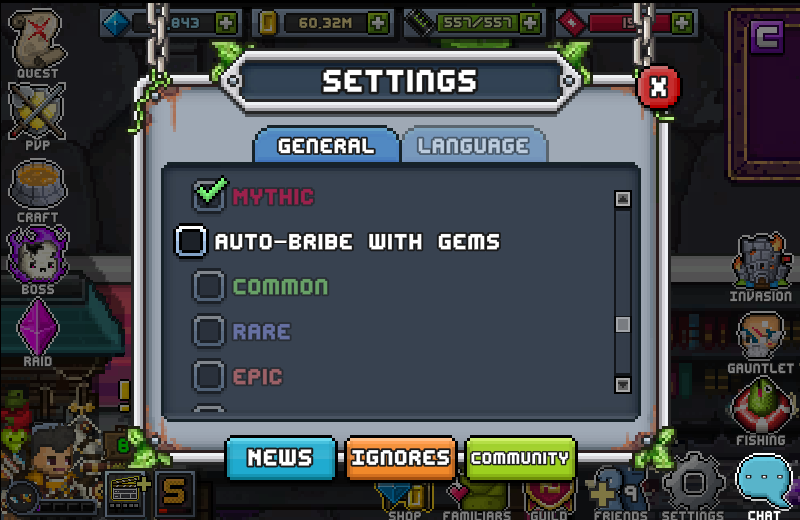 843
60,32M
557/557
15
QUEST
SETTINGS
X
C
PVP
GENERAL
LANGUAGE
CRAFT
MYTHIC
AUTO-BRIBE WITH GEMS
BOSS
COMMON
INVASION
RARE
RAID
EPIC
GAUNTLET
FISHING
NEWS
IGNORES
COMMUNITY
S
9
SHOP
FAMILIARS
GUILD
FRIENDS
SETTINGS
CHAT